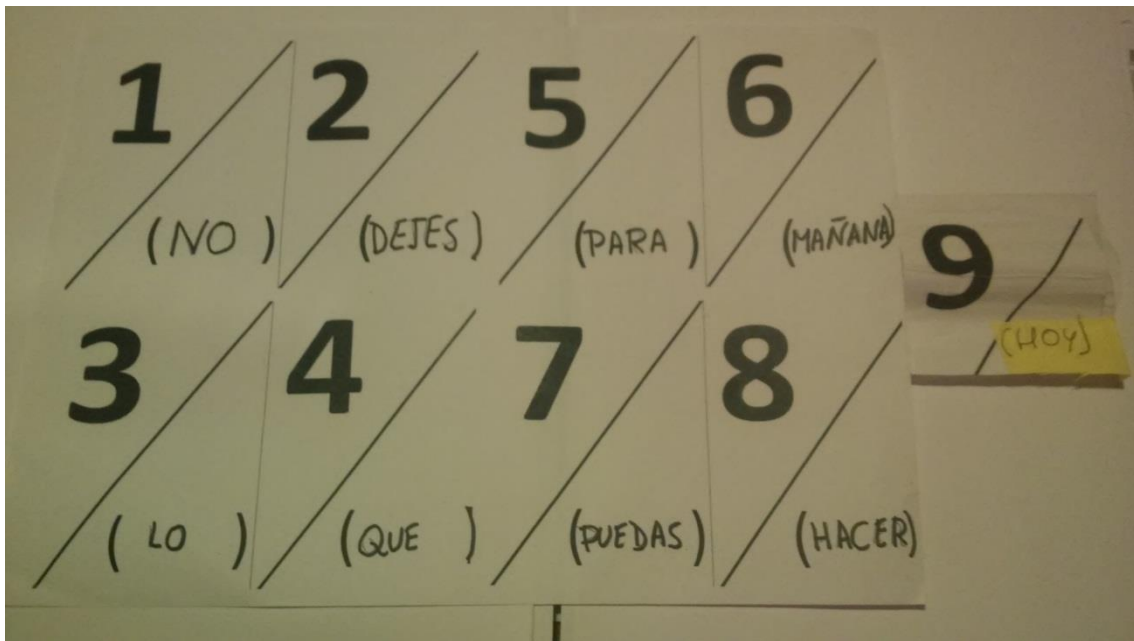 1 2 5 6
(NO) (DEJES) (PARA) (MAÑANA)
9
(HOY)
3 4 7 8
(LO) (QUE) (PUEDAS) (HACER)